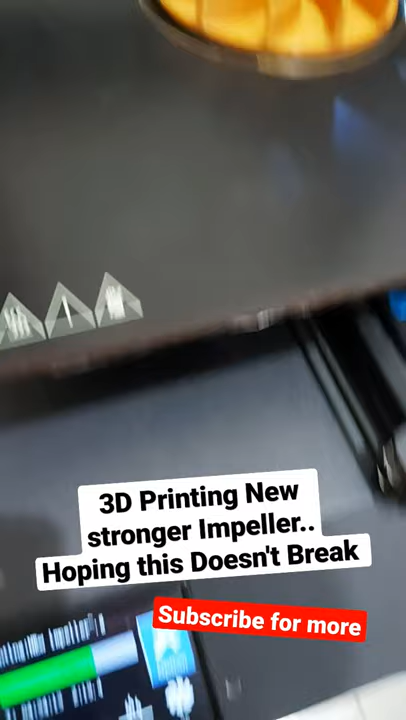 3D Printing New
stronger Impeller..
Hoping this Doesn't Break
Subscribe for more